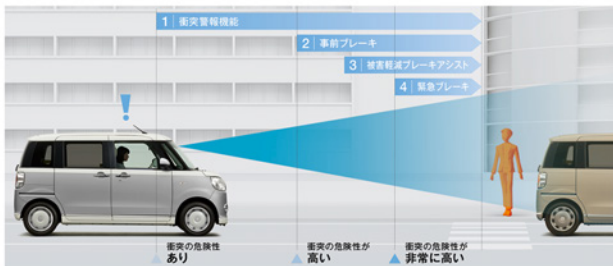 1 衝突警報機能
2 事前ブレーキ
3 被害軽減ブレーキアシスト
4 緊急ブレーキ
!
衝突の危険性
あり
衝突の危険性が
高い
衝突の危険性が
非常に高い